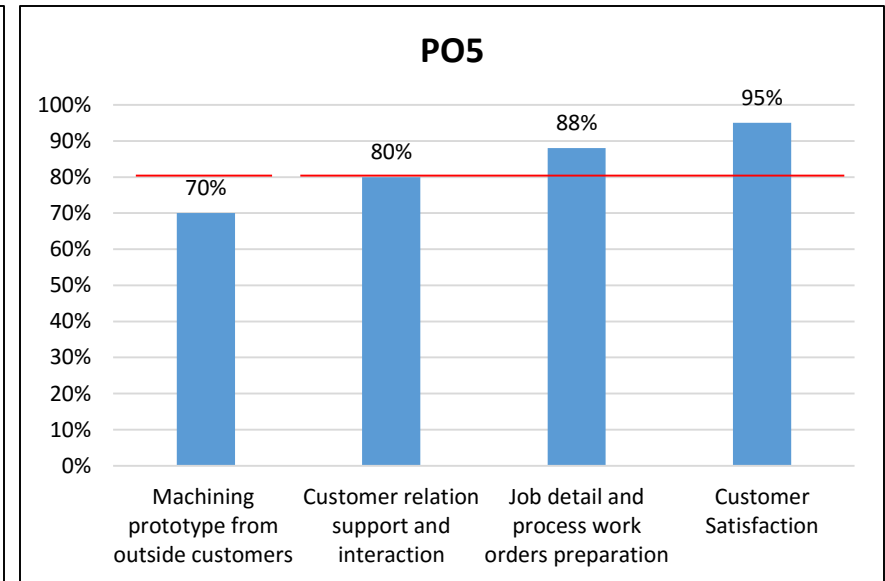 PO5
100%
90%
80%
70%
60%
50%
40%
30%
20%
10%
0%
70%
80%
88%
95%
Machining
prototype from
outside customers
Customer relation
support and
interaction
Job detail and
process work
orders preparation
Customer
Satisfaction